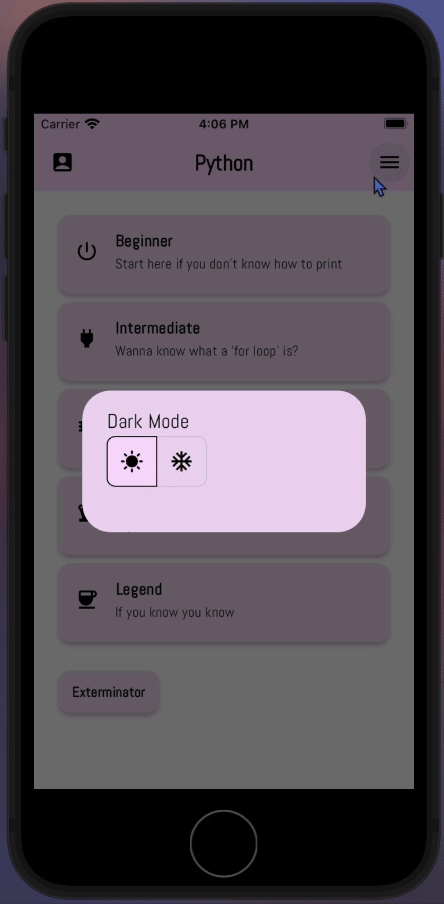 Carrier 4:06 PM
Python
Beginner
Start here if you don't know how to print
Intermediate
Wanna know what a 'for loop' is?
Dark Mode
Legend
If you know you know
Exterminator